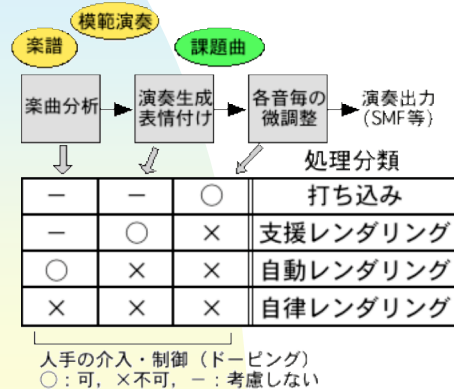 模範演奏
楽譜
課題曲
楽曲分析
演奏生成
表情付け
各音毎の
微調整
演奏出力
(SMF等)
処理分類
－ － ○ 打ち込み
－ ○ × 支援レンダリング
○ × × 自動レンダリング
× × × 自律レンダリング
人手の介入・制御（ドーピング）
○：可，×不可，－：考慮しない